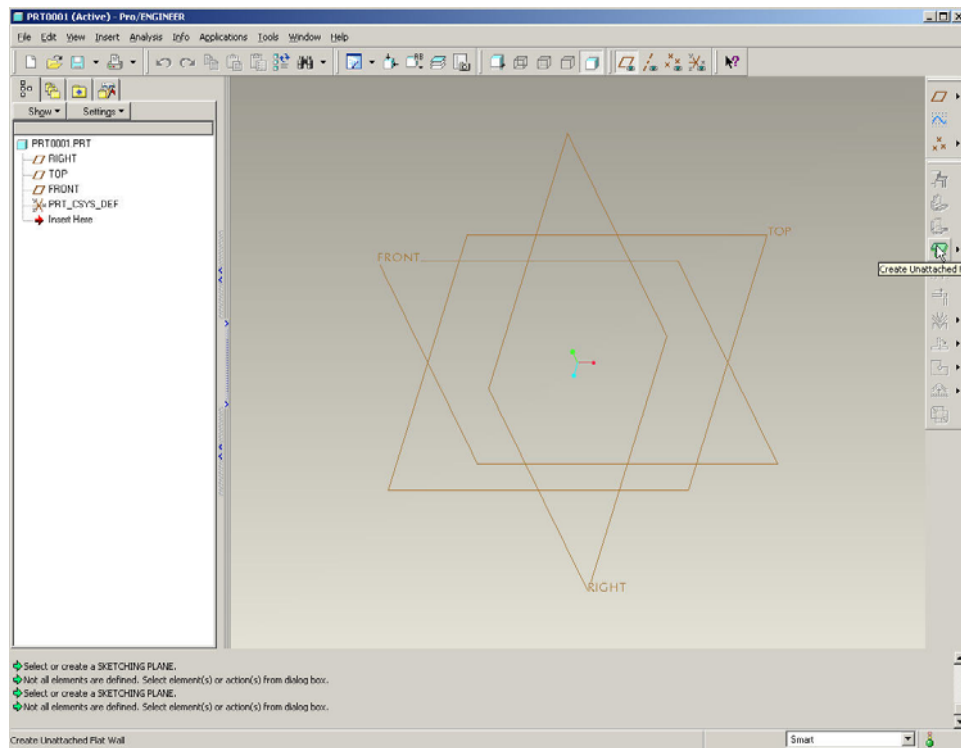 PRT0001 (Active) - Pro/ENGINEER
File Edit View Insert Analysis Info Applications Tools Window Help
Show Settings
PRT0001.PRT
RIGHT
TOP
FRONT
PRT_CSYS_DEF
Insert Here
TOP
FRONT
Create Unattached
RIGHT
Select or create a SKETCHING PLANE.
Not all elements are defined. Select element(s) or action(s) from dialog box.
Select or create a SKETCHING PLANE.
Not all elements are defined. Select element(s) or action(s) from dialog box.
Create Unattached Flat Wall
Smart